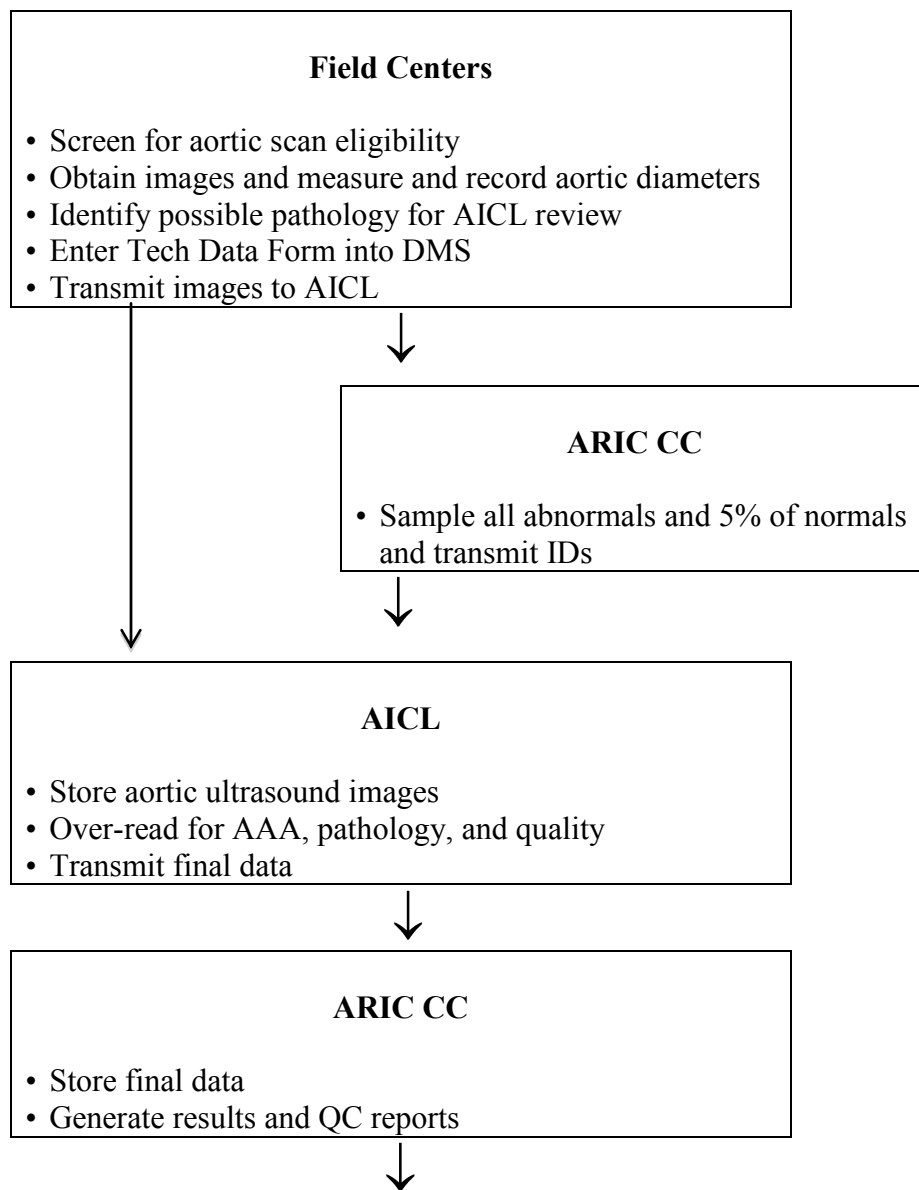 Field Centers
• Screen for aortic scan eligibility
• Obtain images and measure and record aortic diameters
• Identify possible pathology for AICL review
• Enter Tech Data Form into DMS
• Transmit images to AICL
ARIC CC
• Sample all abnormals and 5% of normals
and transmit IDs
AICL
• Store aortic ultrasound images
• Over-read for AAA, pathology, and quality
• Transmit final data
ARIC CC
• Store final data
• Generate results and QC reports